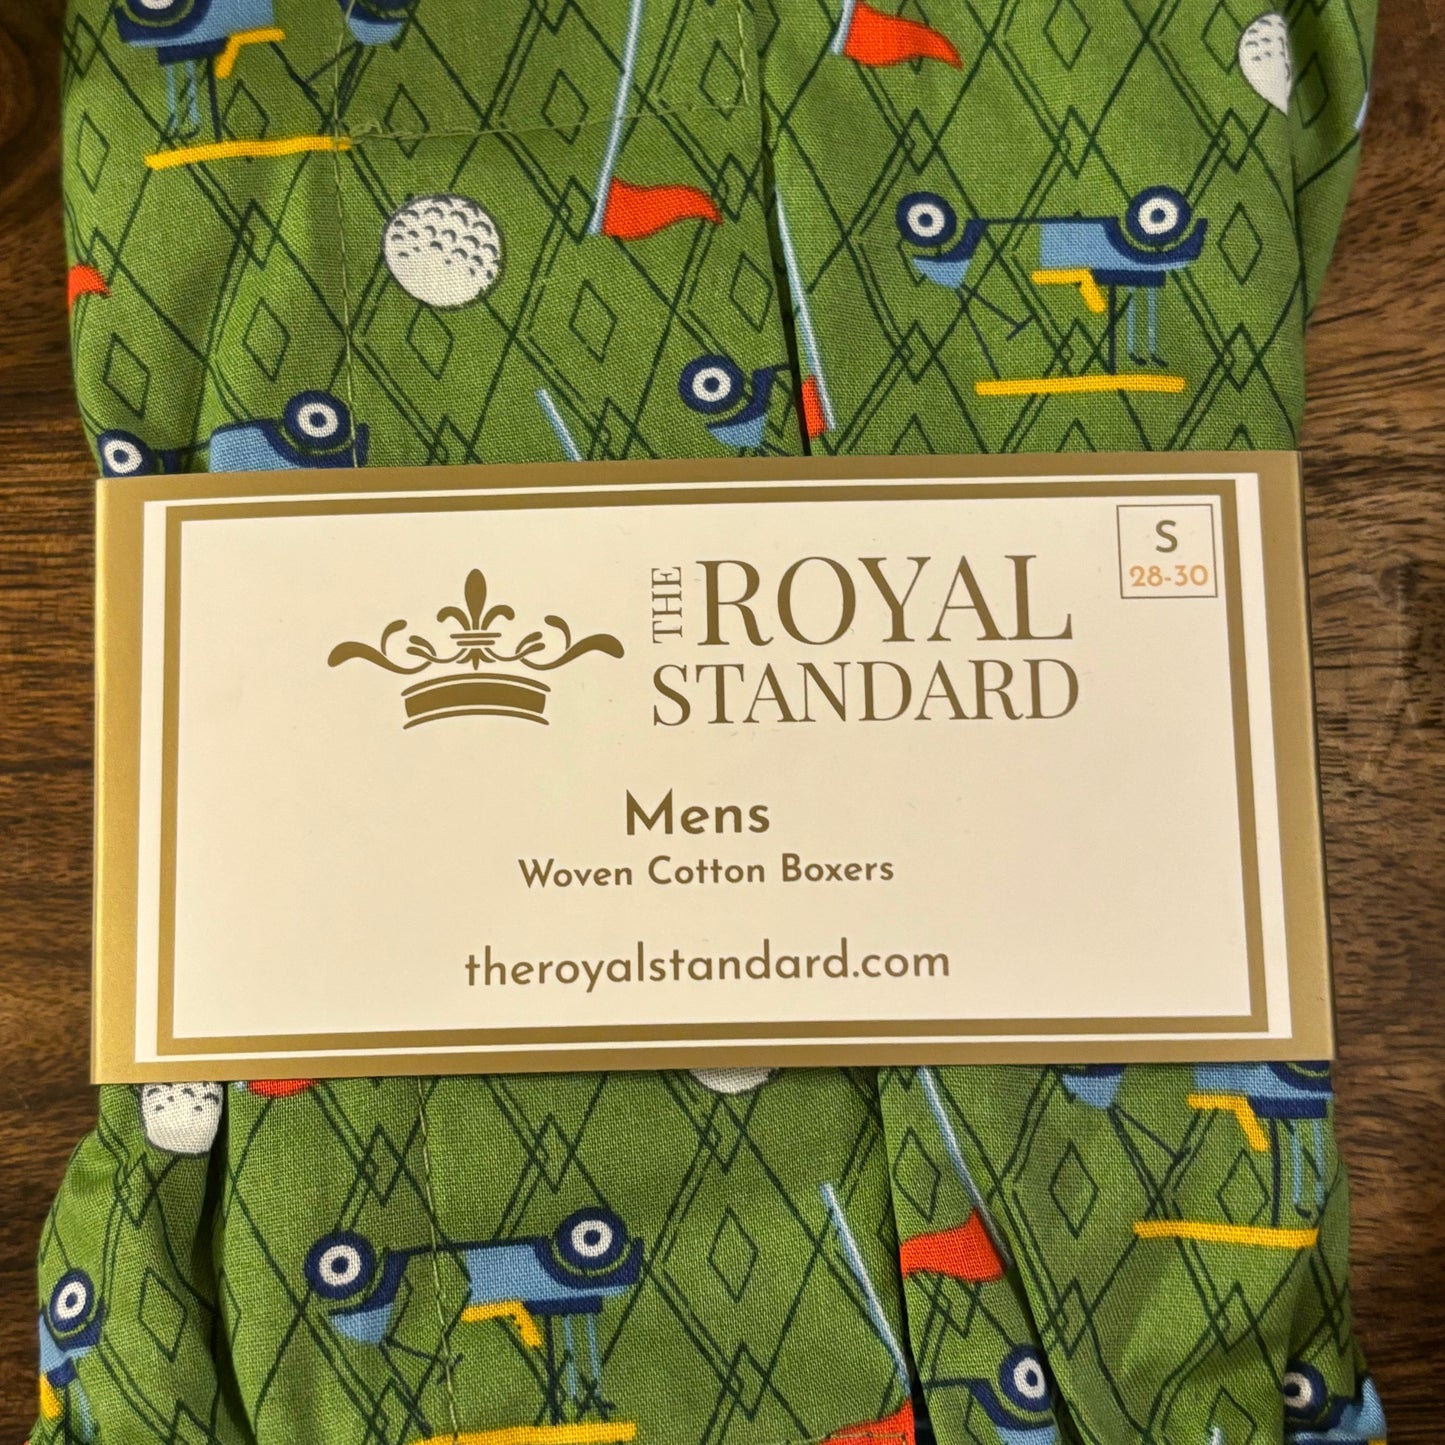 S
28-30
THE ROYAL
STANDARD
Mens
Woven Cotton Boxers
theroyalstandard.com